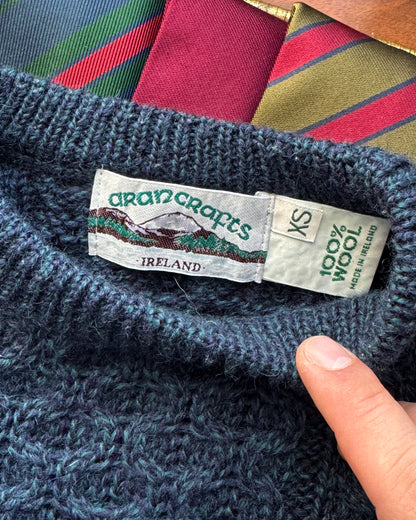 aran crafts
· IRELAND ·
XS
100%
WOOL
MADE IN IRELAND